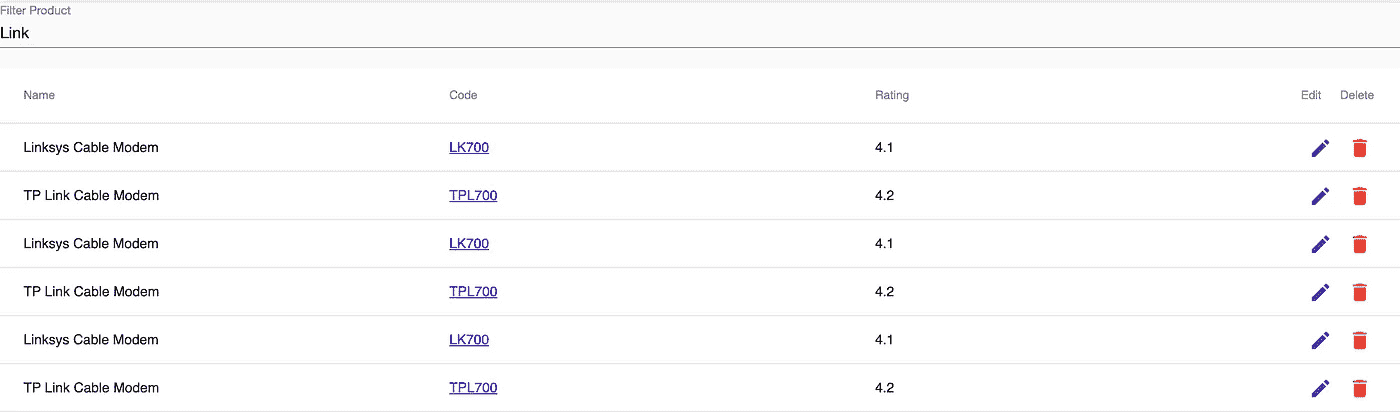 Filter Product
Link
Name Code Rating Edit Delete
Linksys Cable Modem LK700 4.1
TP Link Cable Modem TPL700 4.2
Linksys Cable Modem LK700 4.1
TP Link Cable Modem TPL700 4.2
Linksys Cable Modem LK700 4.1
TP Link Cable Modem TPL700 4.2